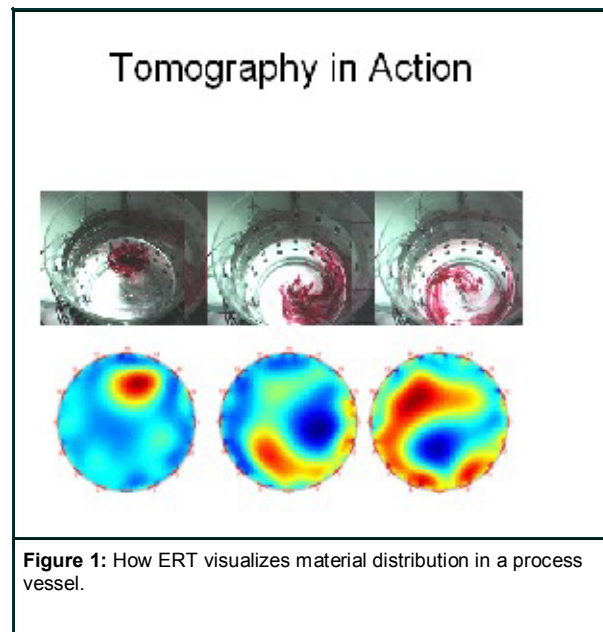 Tomography in Action
Figure 1: How ERT visualizes material distribution in a process
vessel.